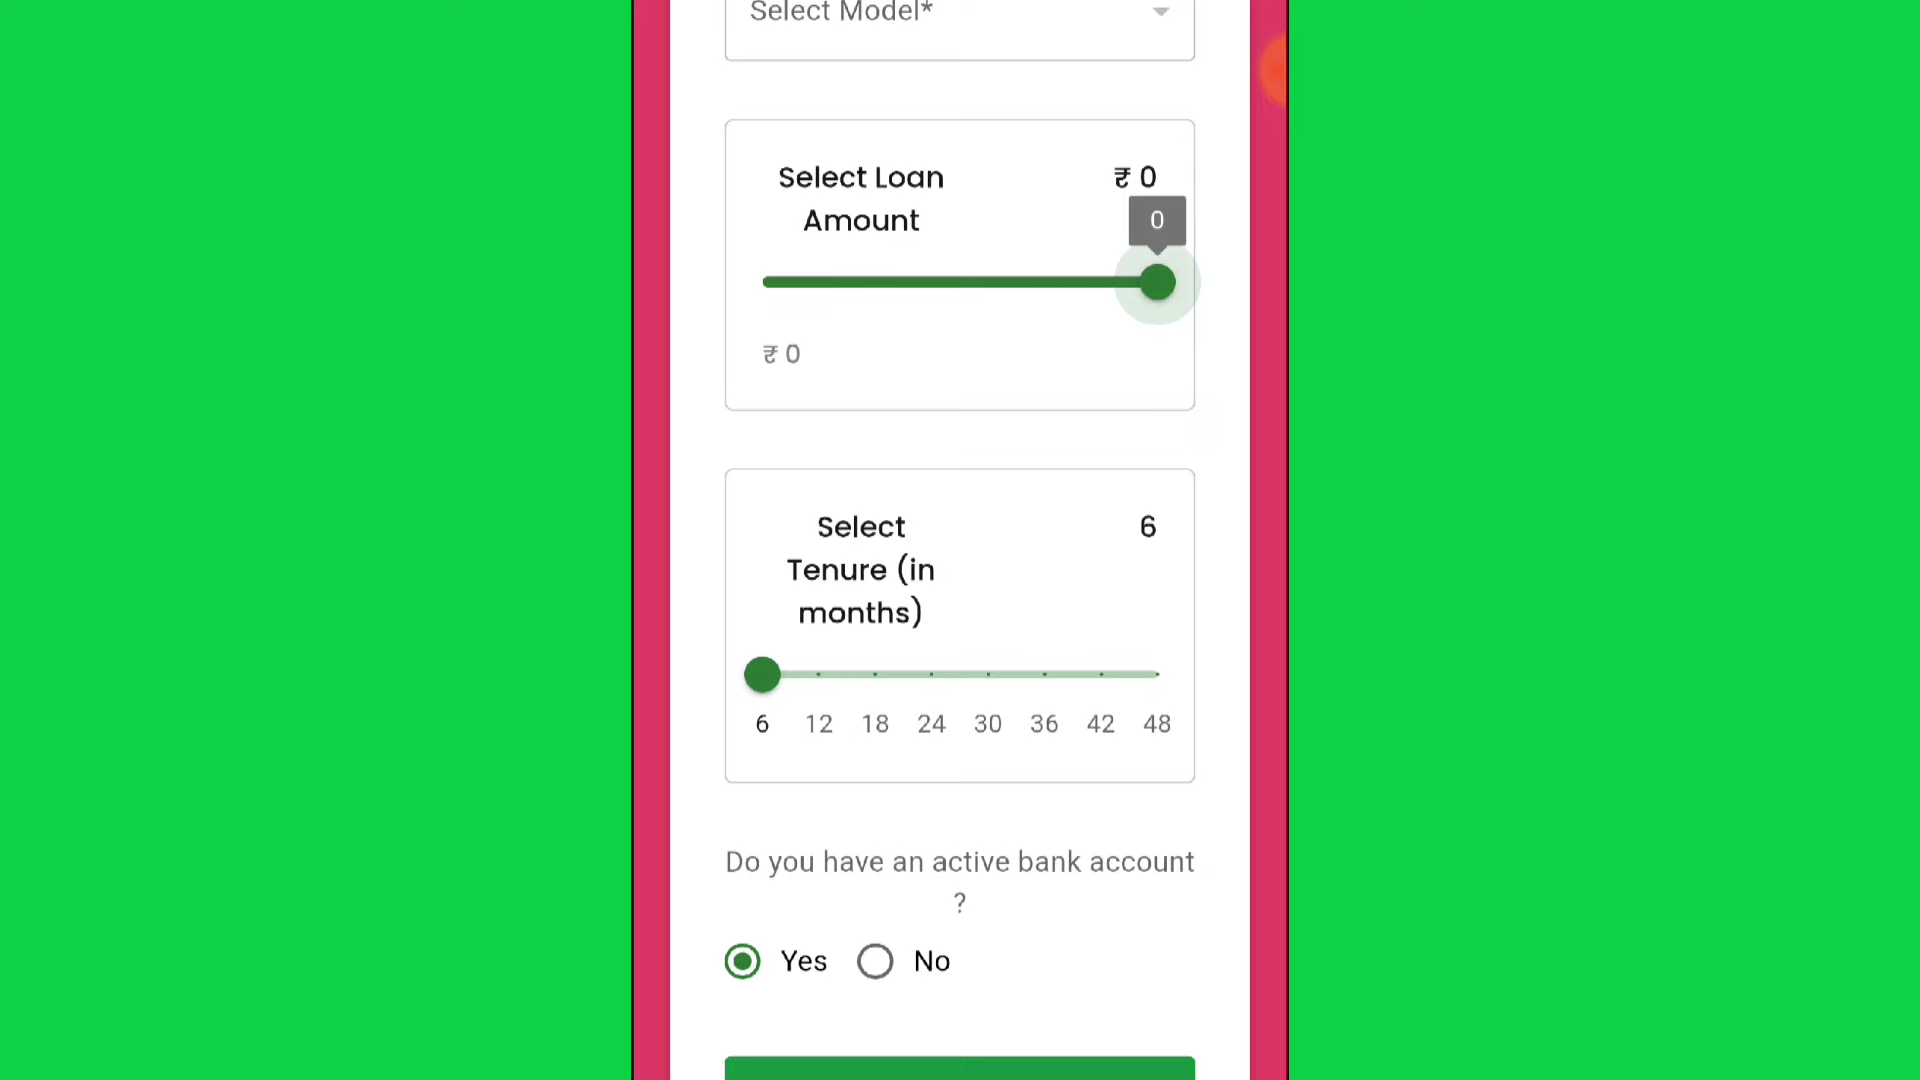 Select Model*
Select Loan
Amount
₹ 0
0
₹ 0
Select
Tenure (in
months)
6
6 12 18 24 30 36 42 48
Do you have an active bank account
?
Yes No